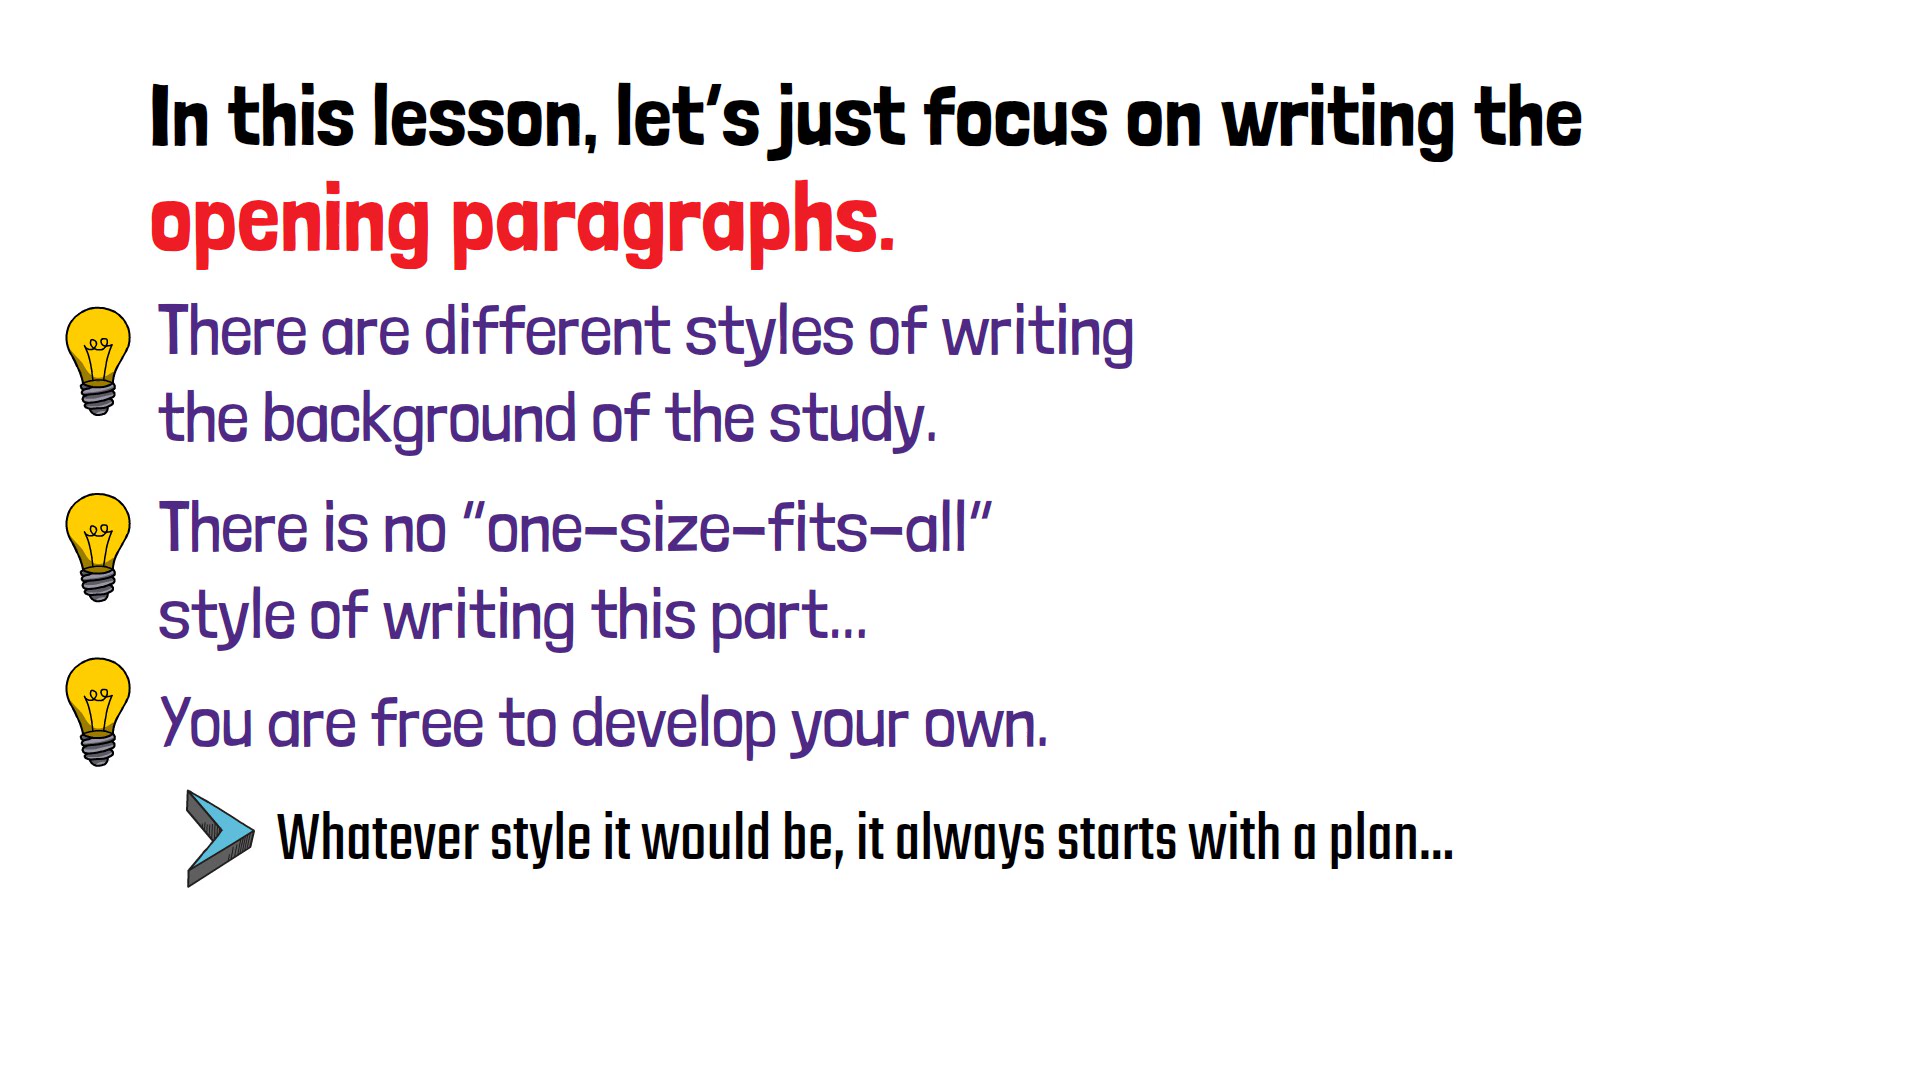 In this lesson, let's just focus on writing the
opening paragraphs.
There are different styles of writing
the background of the study.
There is no "one-size-fits-all"
style of writing this part...
You are free to develop your own.
Whatever style it would be, it always starts with a plan...